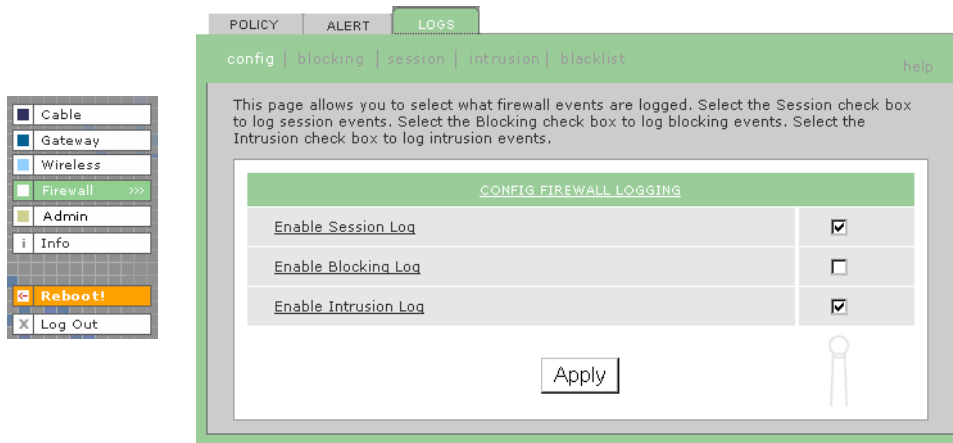 POLICY ALERT LOGS
config | blocking | session | intrusion | blacklist
help
Cable
Gateway
Wireless
Firewall >>>
Admin
i Info
Reboot!
X Log Out
This page allows you to select what firewall events are logged. Select the Session check box
to log session events. Select the Blocking check box to log blocking events. Select the
Intrusion check box to log intrusion events.
CONFIG FIREWALL LOGGING
Enable Session Log
Enable Blocking Log
Enable Intrusion Log
Apply